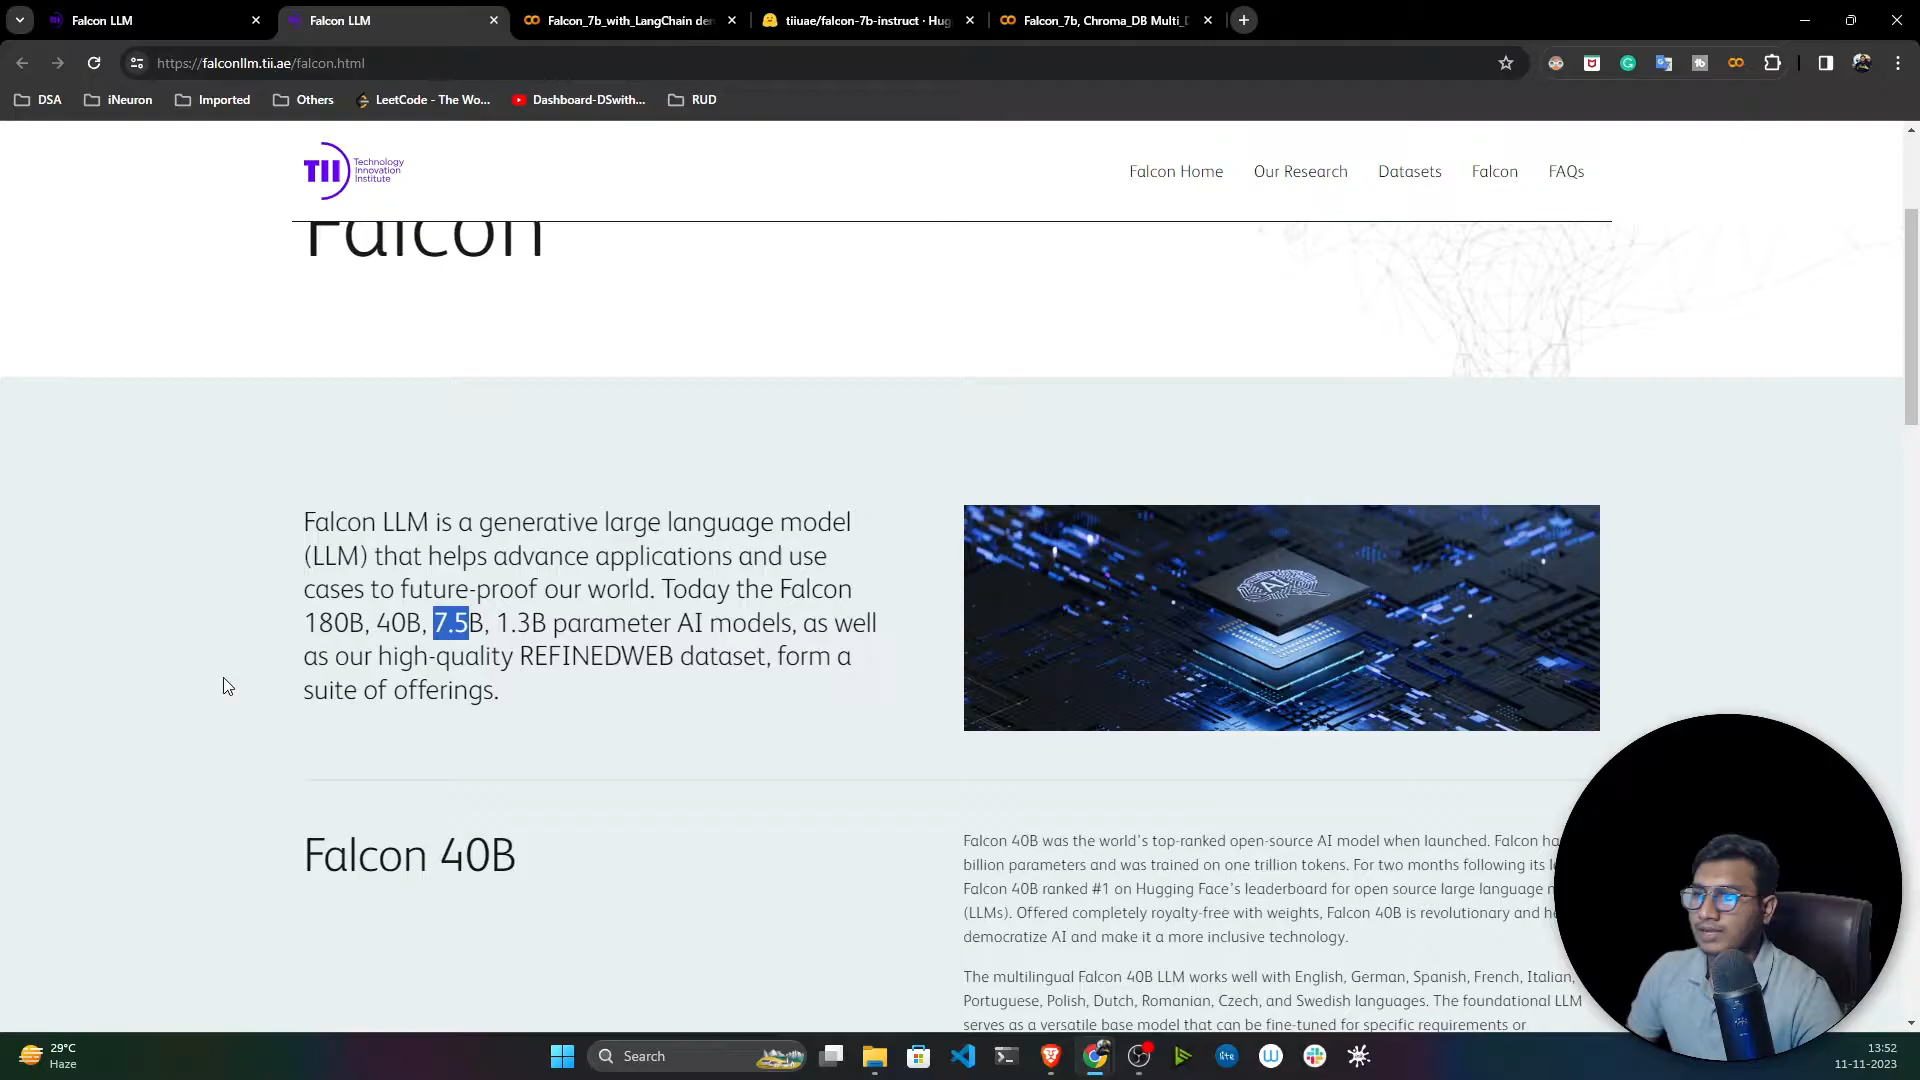 Falcon LLM
Falcon LLM
Falcon_7b_with_LangChain den
tiiuae/falcon-7b-instruct · Hug
Falcon_7b, Chroma_DB Multi_D
https://falconllm.tii.ae/falcon.html
DSA
iNeuron
Imported
Others
LeetCode - The Wo...
Dashboard-DSwith...
RUD
TII Technology
Innovation
Institute
Falcon Home
Our Research
Datasets
Falcon
FAQs
Falcon
Falcon LLM is a generative large language model
(LLM) that helps advance applications and use
cases to future-proof our world. Today the Falcon
180B, 40B, 7.5B, 1.3B parameter AI models, as well
as our high-quality REFINEDWEB dataset, form a
suite of offerings.
AI
Falcon 40B
Falcon 40B was the world's top-ranked open-source AI model when launched. Falcon ha
billion parameters and was trained on one trillion tokens. For two months following its l
Falcon 40B ranked #1 on Hugging Face's leaderboard for open source large language
(LLMs). Offered completely royalty-free with weights, Falcon 40B is revolutionary and h
democratize AI and make it a more inclusive technology.
The multilingual Falcon 40B LLM works well with English, German, Spanish, French, Italian,
Portuguese, Polish, Dutch, Romanian, Czech, and Swedish languages. The foundational LLM
serves as a versatile base model that can be fine-tuned for specific requirements or
29°C
Haze
Search
lite
13:52
11-11-2023